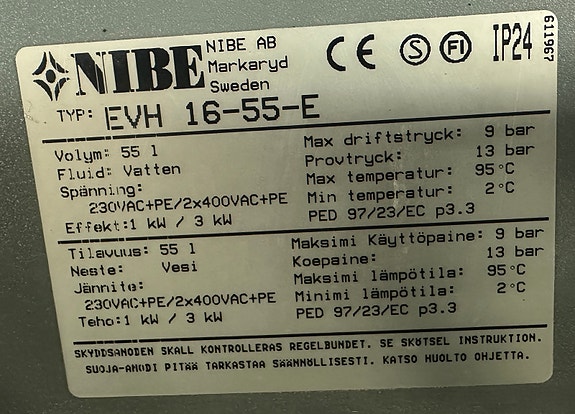 NIBE
NIBE AB
Markaryd
Sweden
CE S FI IP24
611967
TYP: EVH 16-55-E
Volym: 55 l
Fluid: Vatten
Spänning:
230VAC+PE/2x400VAC+PE
Effekt:1 kW / 3 kW
Max driftstryck: 9 bar
Provtryck: 13 bar
Max temperatur: 95°C
Min temperatur: 2°C
PED 97/23/EC p3.3
Tilavuus: 55 l
Neste: Vesi
Jännite:
230VAC+PE/2x400VAC+PE
Teho:1 kW / 3 kW
Maksimi Käyttöpaine: 9 bar
Koepaine: 13 bar
Maksimi lämpötila: 95°C
Minimi lämpötila: 2°C
PED 97/23/EC p3.3
SKYDDSANODEN SKALL KONTROLLERAS REGELBUNDET. SE SKÖTSEL INSTRUKTION.
SUOJA-ANODI PITÄÄ TARKASTAA SÄÄNNÖLLISESTI. KATSO HUOLTO OHJETTA.